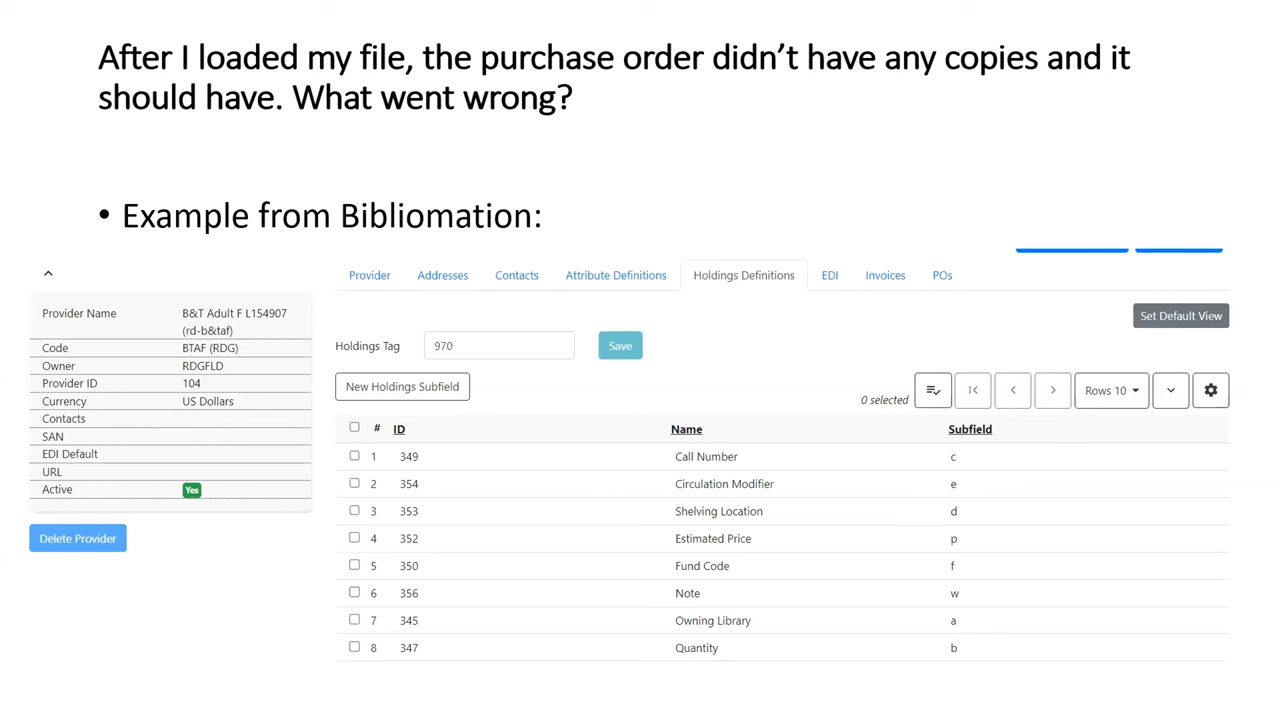 After I loaded my file, the purchase order didn’t have any copies and it
should have. What went wrong?
• Example from Bibliomation:
Provider Name B&T Adult F L154907
(rd-b&taf)
Code BTAF (RDG)
Owner RDGFLD
Provider ID 104
Currency US Dollars
Contacts
SAN
EDI Default
URL
Active Yes
Delete Provider
Provider Addresses Contacts Attribute Definitions Holdings Definitions EDI Invoices POs
Set Default View
Holdings Tag 970 Save
New Holdings Subfield
0 selected Rows 10
# ID Name Subfield
1 349 Call Number c
2 354 Circulation Modifier e
3 353 Shelving Location d
4 352 Estimated Price p
5 350 Fund Code f
6 356 Note w
7 345 Owning Library a
8 347 Quantity b